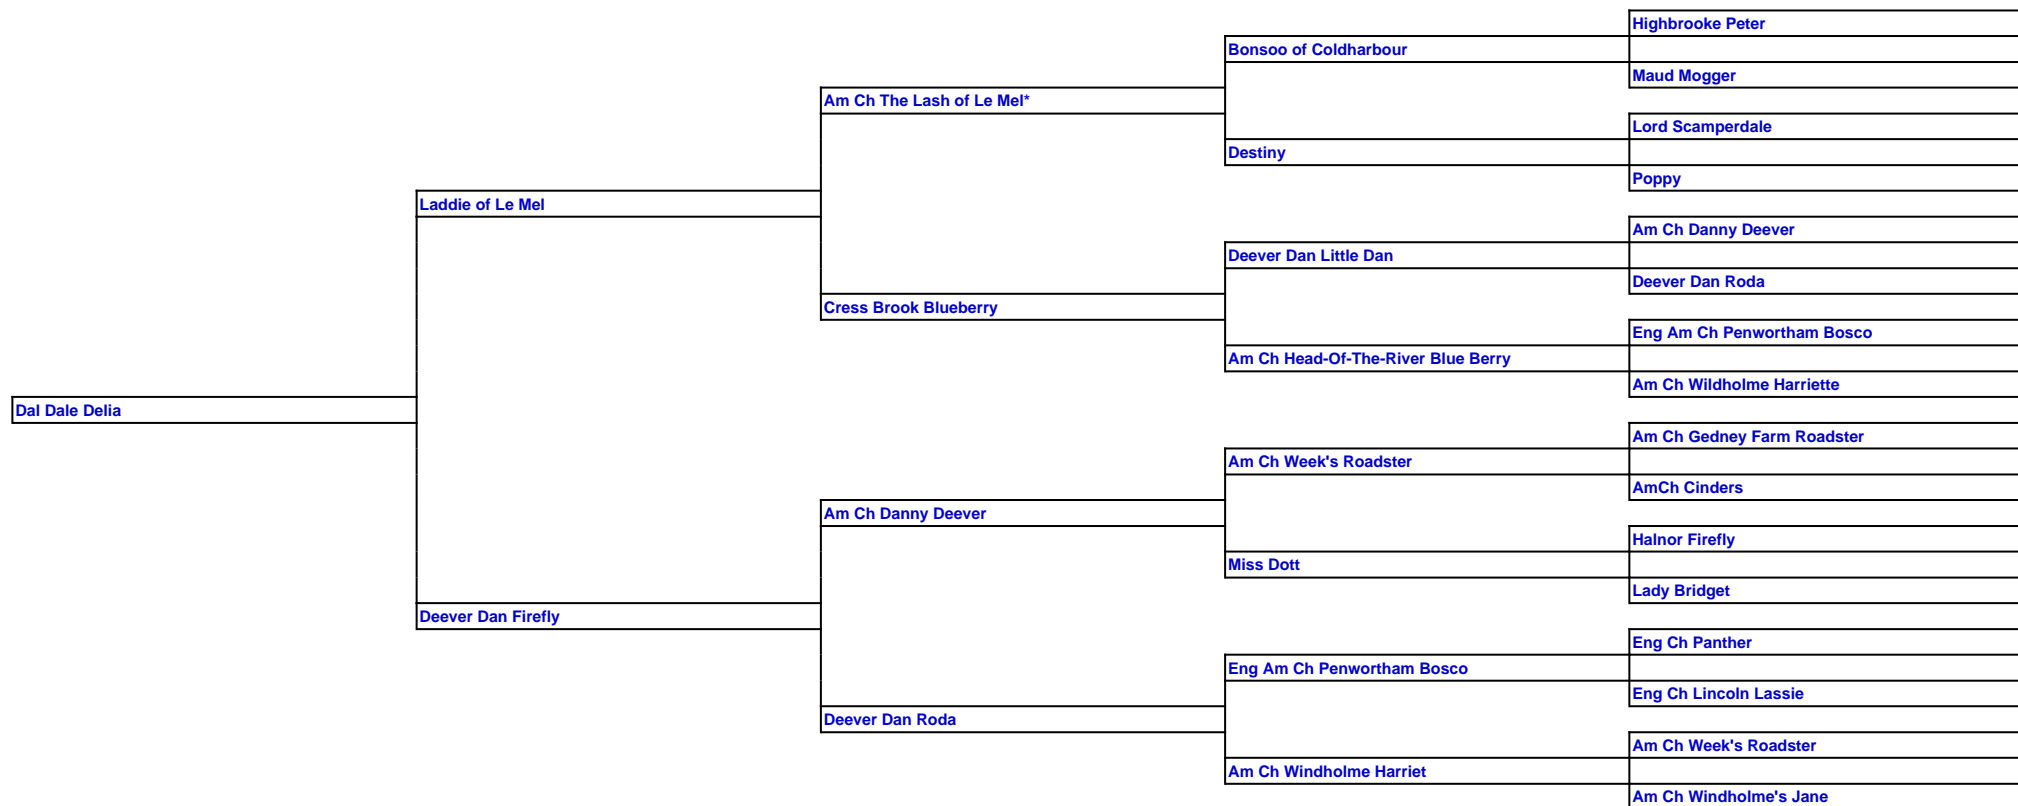 Highbrooke Peter
Bonsoo of Coldharbour
Maud Mogger
Am Ch The Lash of Le Mel*
Lord Scamperdale
Destiny
Poppy
Laddie of Le Mel
Am Ch Danny Deever
Deever Dan Little Dan
Deever Dan Roda
Cress Brook Blueberry
Eng Am Ch Penwortham Bosco
Am Ch Head-Of-The-River Blue Berry
Am Ch Wildholme Harriette
Dal Dale Delia
Am Ch Gedney Farm Roadster
Am Ch Week's Roadster
AmCh Cinders
Am Ch Danny Deever
Halnor Firefly
Miss Dott
Lady Bridget
Deever Dan Firefly
Eng Ch Panther
Eng Am Ch Penwortham Bosco
Eng Ch Lincoln Lassie
Deever Dan Roda
Am Ch Week's Roadster
Am Ch Windholme Harriet
Am Ch Windholme's Jane